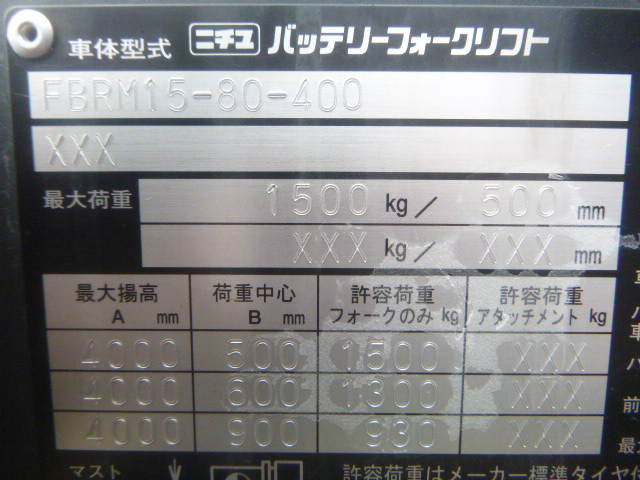 車体型式 ニチユ バッテリーフォークリフト
FBRM15-80-400
XXX
最大荷重 1500 kg／ 500 mm
XXX kg／ XXX mm
最大揚高 荷重中心 許容荷重 許容荷重
A mm B mm フォークのみ kg アタッチメント kg
4000 500 1500 XXX
4000 600 1300 XXX
4000 900 930 XXX
マスト 許容荷重はメーカー標準タイヤ